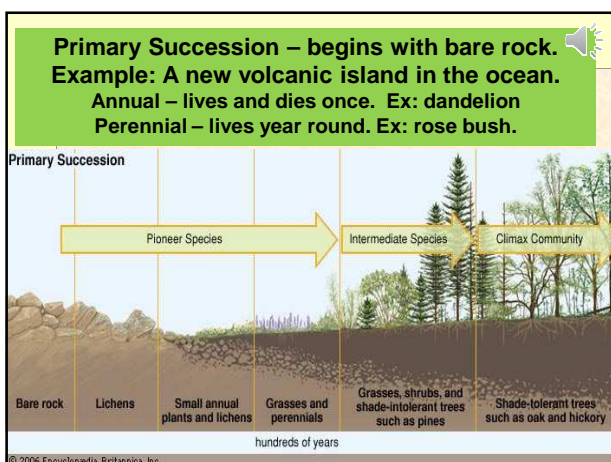 Primary Succession – begins with bare rock.
Example: A new volcanic island in the ocean.
Annual – lives and dies once. Ex: dandelion
Perennial – lives year round. Ex: rose bush.
Primary Succession
Pioneer Species
Intermediate Species
Climax Community
Bare rock
Lichens
Small annual
plants and lichens
Grasses and
perennials
Grasses, shrubs, and
shade-intolerant trees
such as pines
Shade-tolerant trees
such as oak and hickory
hundreds of years
© 2006 Encyclopædia Britannica, Inc.